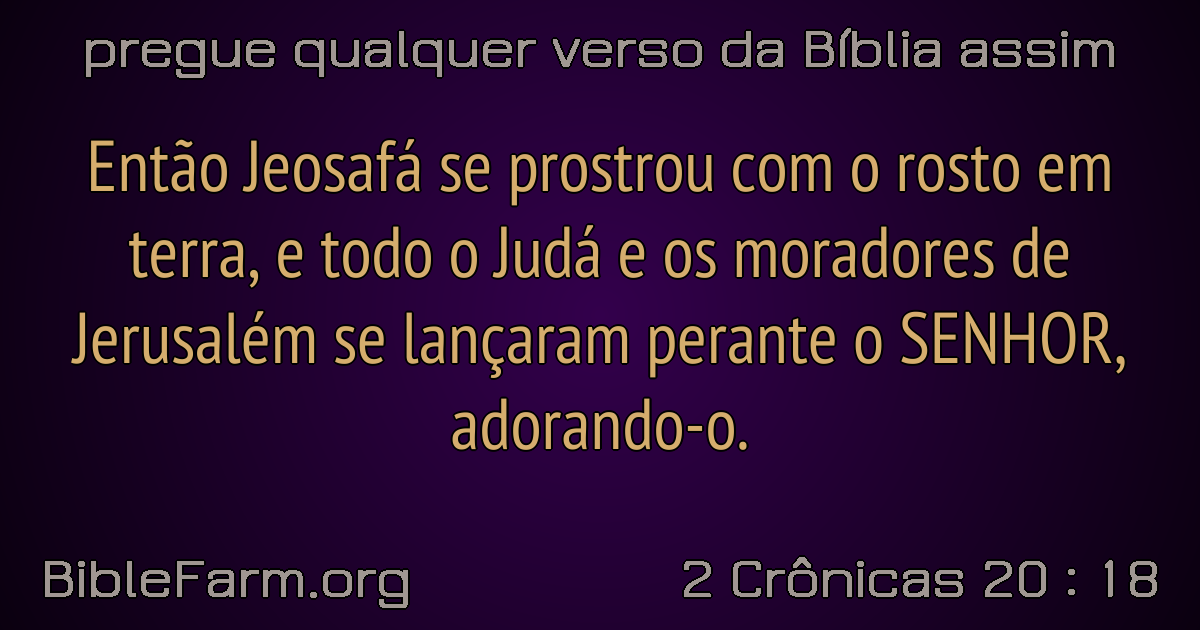 pregue qualquer verso da Bíblia assim
Então Jeosafá se prostrou com o rosto em
terra, e todo o Judá e os moradores de
Jerusalém se lançaram perante o SENHOR,
adorando-o.
BibleFarm.org
2 Crônicas 20 : 18